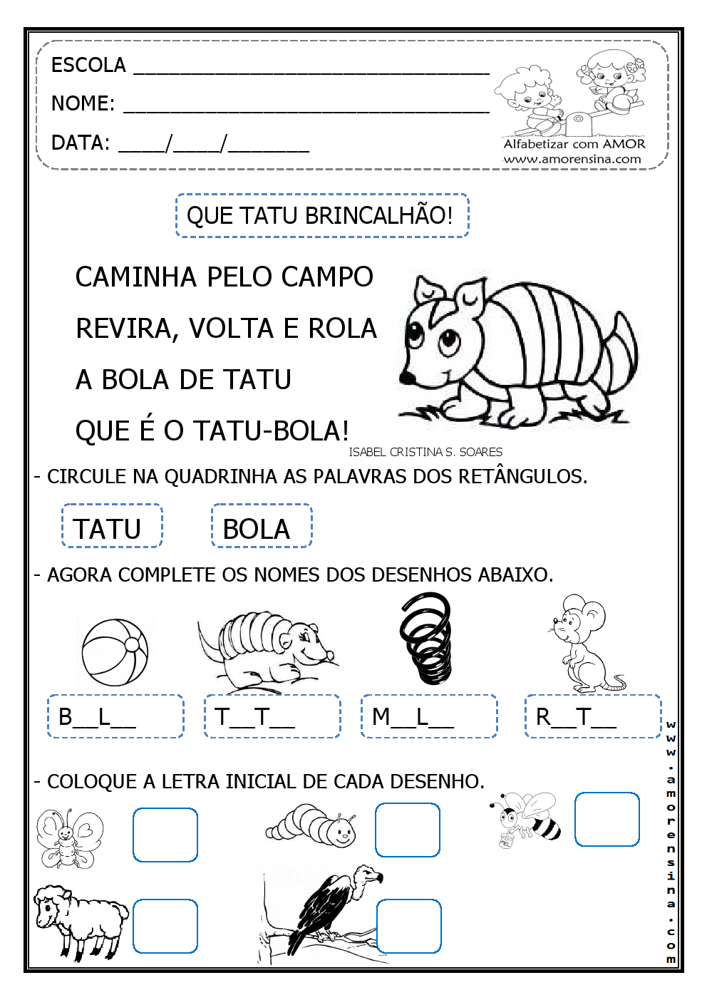 ESCOLA ________________________________
NOME: _________________________________
DATA: ____/____/_______
Alfabetizar com AMOR
www.amorensina.com
QUE TATU BRINCALHÃO!
CAMINHA PELO CAMPO
REVIRA, VOLTA E ROLA
A BOLA DE TATU
QUE É O TATU-BOLA!
ISABEL CRISTINA S. SOARES
- CIRCULE NA QUADRINHA AS PALAVRAS DOS RETÂNGULOS.
TATU BOLA
- AGORA COMPLETE OS NOMES DOS DESENHOS ABAIXO.
B__L__ T__T__ M__L__ R__T__
- COLOQUE A LETRA INICIAL DE CADA DESENHO.
MEL
www.amorensina.com